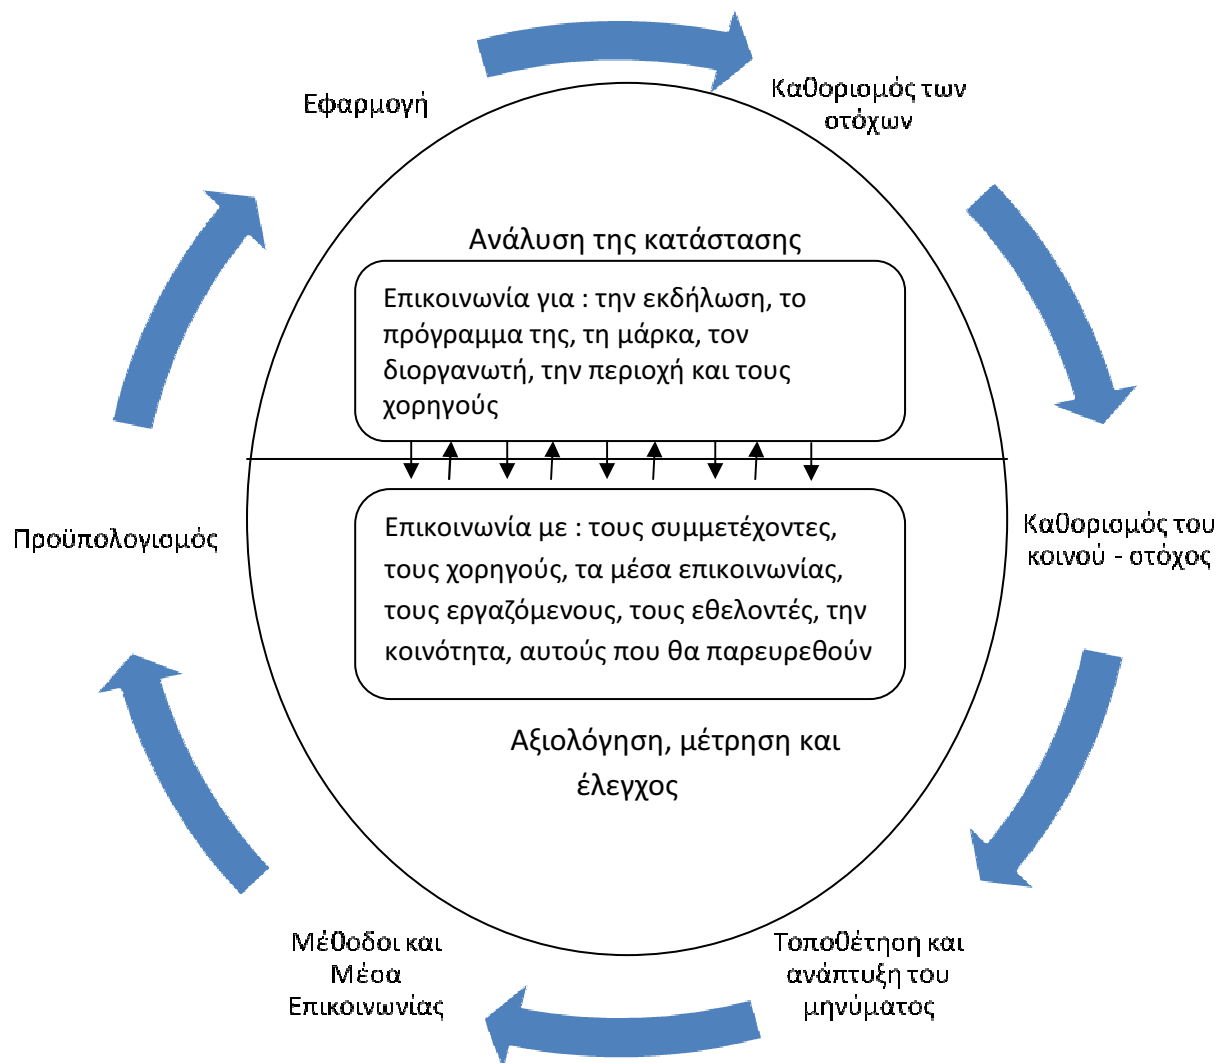 Εφαρμογή
Καθορισμός των
στόχων
Ανάλυση της κατάστασης
Επικοινωνία για : την εκδήλωση, το
πρόγραμμα της, τη μάρκα, τον
διοργανωτή, την περιοχή και τους
χορηγούς
Προϋπολογισμός
Καθορισμός του
κοινού - στόχος
Επικοινωνία με : τους συμμετέχοντες,
τους χορηγούς, τα μέσα επικοινωνίας,
τους εργαζόμενους, τους εθελοντές, την
κοινότητα, αυτούς που θα παρευρεθούν
Αξιολόγηση, μέτρηση και
έλεγχος
Μέθοδοι και
Μέσα
Επικοινωνίας
Τοποθέτηση και
ανάπτυξη του
μηνύματος